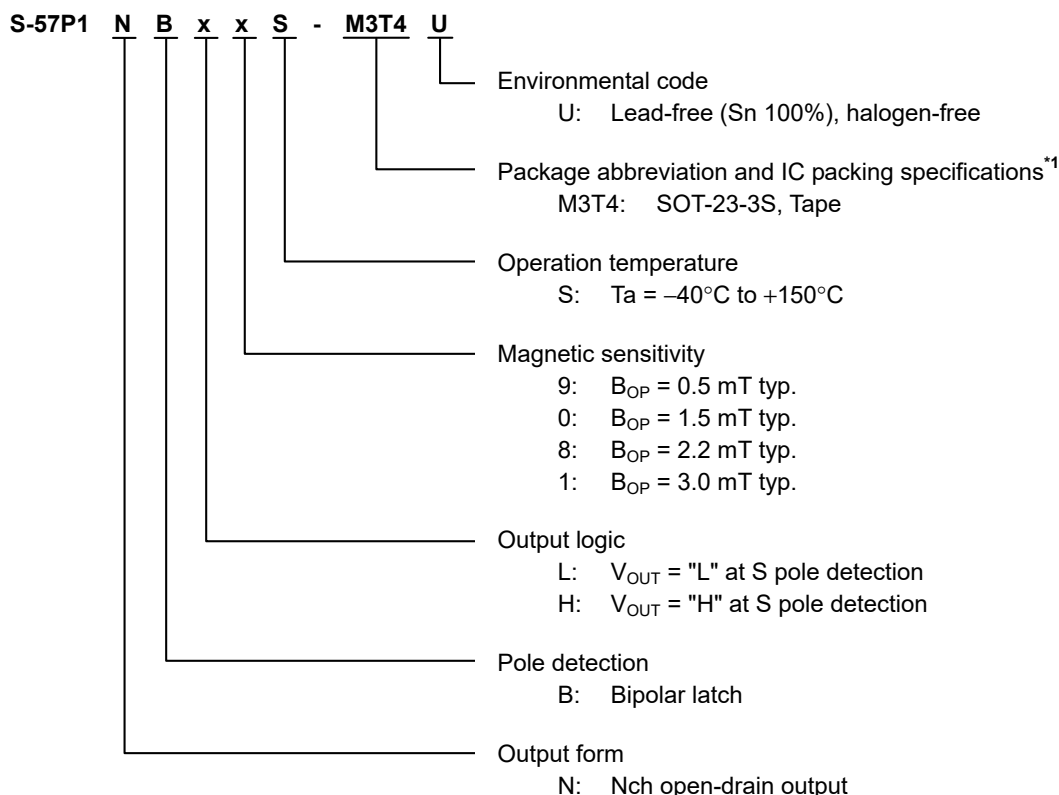 S-57P1 N B x x S - M3T4 U
Environmental code
U: Lead-free (Sn 100%), halogen-free
Package abbreviation and IC packing specifications*1
M3T4: SOT-23-3S, Tape
Operation temperature
S: Ta = −40°C to +150°C
Magnetic sensitivity
9: BOP = 0.5 mT typ.
0: BOP = 1.5 mT typ.
8: BOP = 2.2 mT typ.
1: BOP = 3.0 mT typ.
Output logic
L: VOUT = "L" at S pole detection
H: VOUT = "H" at S pole detection
Pole detection
B: Bipolar latch
Output form
N: Nch open-drain output